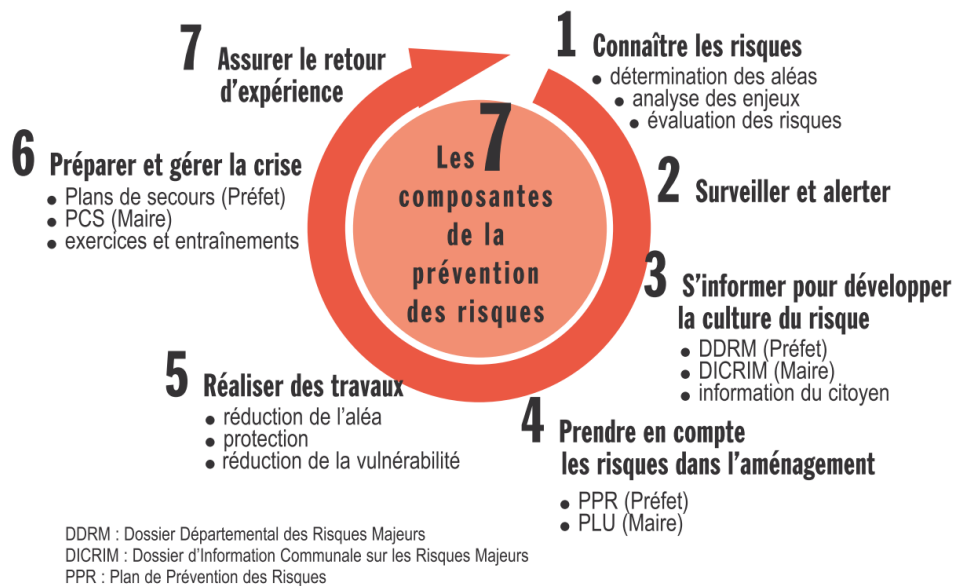 Les 7
composantes
de la
prévention
des risques
1 Connaître les risques
• détermination des aléas
• analyse des enjeux
• évaluation des risques
2 Surveiller et alerter
3 S'informer pour développer
la culture du risque
• DDRM (Préfet)
• DICRIM (Maire)
• information du citoyen
4 Prendre en compte
les risques dans l'aménagement
• PPR (Préfet)
• PLU (Maire)
5 Réaliser des travaux
• réduction de l'aléa
• protection
• réduction de la vulnérabilité
6 Préparer et gérer la crise
• Plans de secours (Préfet)
• PCS (Maire)
• exercices et entraînements
7 Assurer le retour
d'expérience
DDRM : Dossier Départemental des Risques Majeurs
DICRIM : Dossier d'Information Communale sur les Risques Majeurs
PPR : Plan de Prévention des Risques